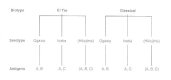 Biotype El Tor Classical
Serotype Ogawa Inaba (Hikojima) Ogawa Inaba (Hikojima)
Antigens A, B A, C (A, B, C) A, B A, C (A, B, C)